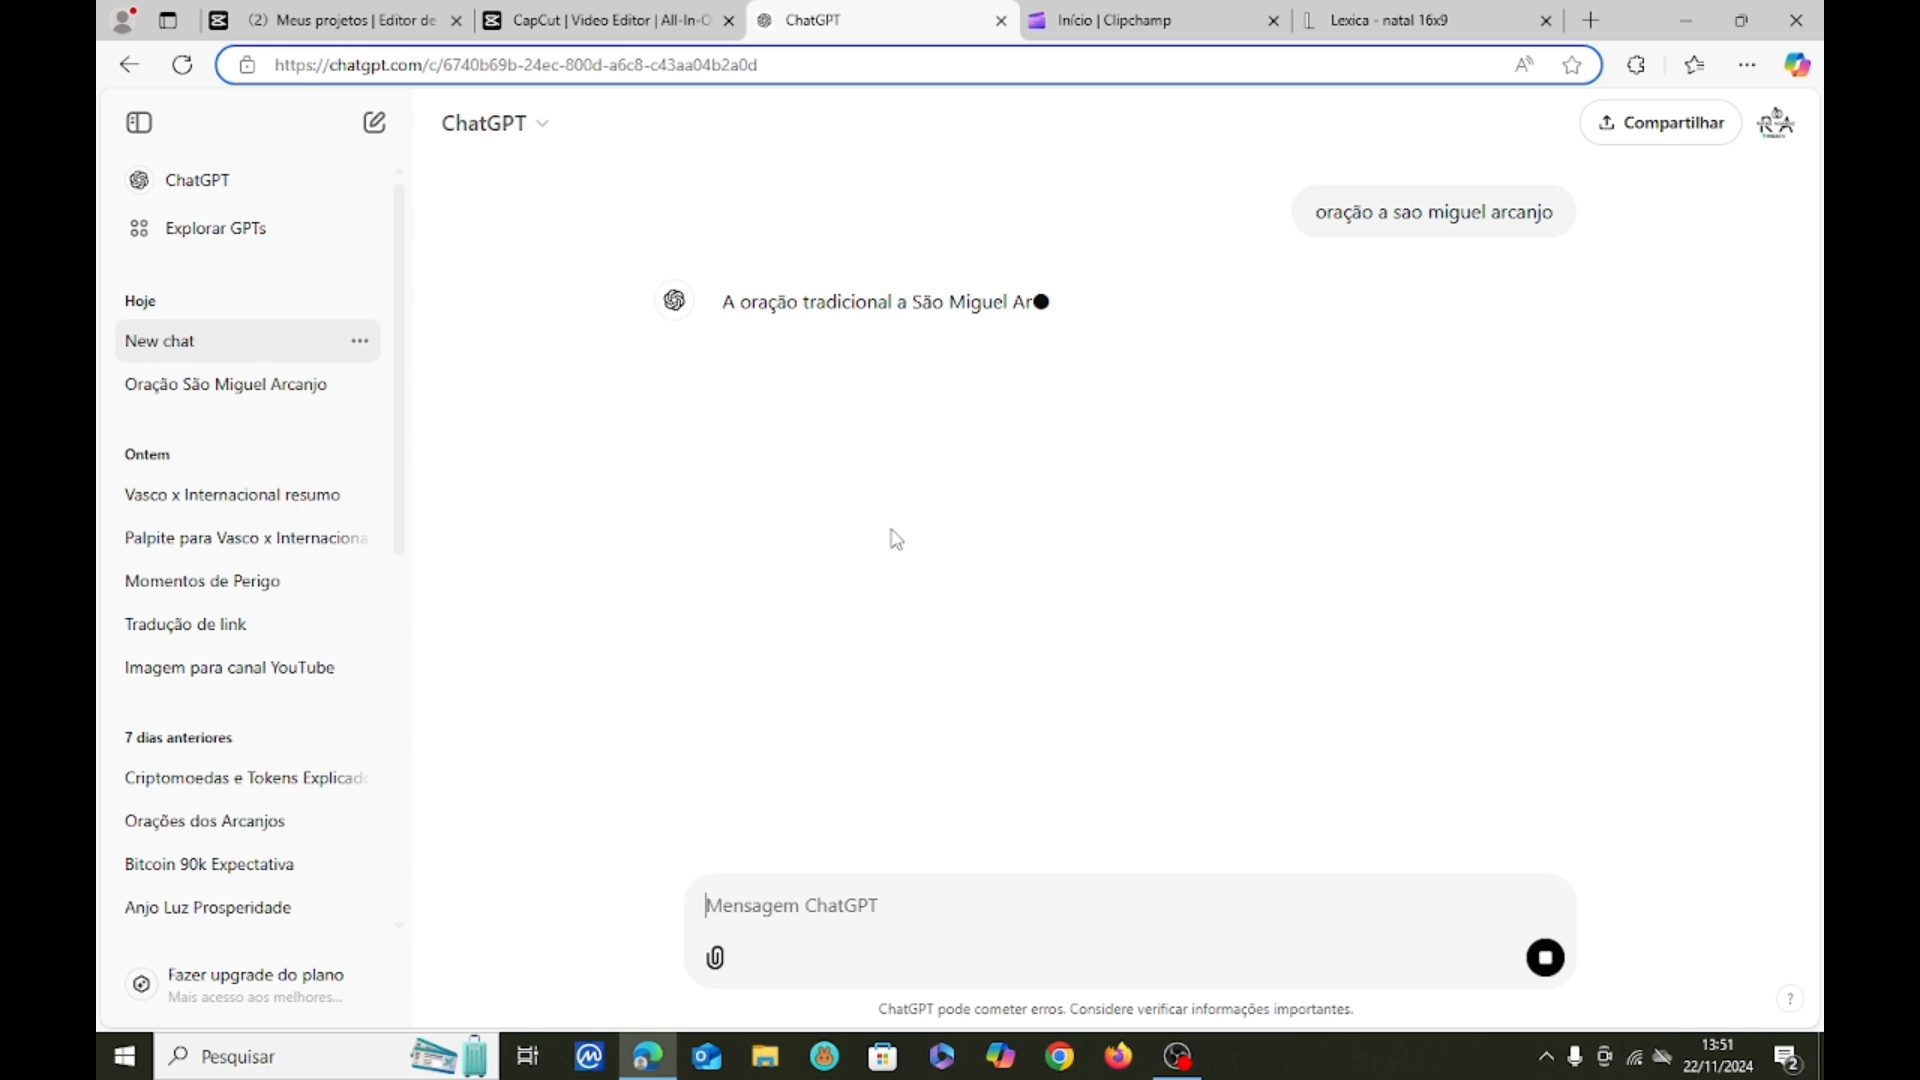 (2) Meus projetos | Editor de
CapCut | Video Editor | All-In-O
ChatGPT
Início | Clipchamp
Lexica - natal 16x9
https://chatgpt.com/c/6740b69b-24ec-800d-a6c8-c43aa04b2a0d
ChatGPT
Compartilhar
ChatGPT
Explorar GPTs
Hoje
New chat
Oração São Miguel Arcanjo
Ontem
Vasco x Internacional resumo
Palpite para Vasco x Internaciona
Momentos de Perigo
Tradução de link
Imagem para canal YouTube
7 dias anteriores
Criptomoedas e Tokens Explicado
Orações dos Arcanjos
Bitcoin 90k Expectativa
Anjo Luz Prosperidade
Fazer upgrade do plano
Mais acesso aos melhores...
oração a sao miguel arcanjo
A oração tradicional a São Miguel Ar
Mensagem ChatGPT
ChatGPT pode cometer erros. Considere verificar informações importantes.
?
Pesquisar
13:51
22/11/2024
2